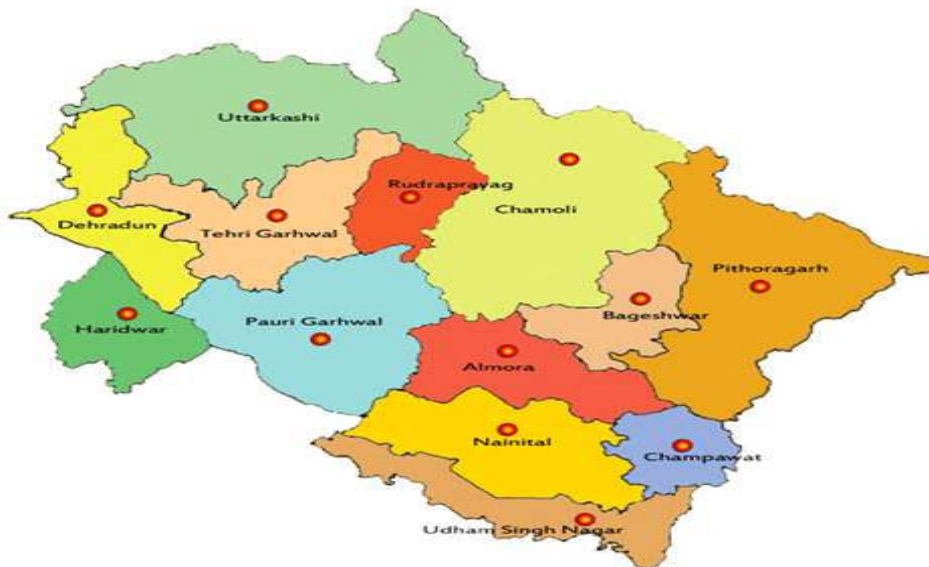 Uttarkashi
Rudraprayag
Chamoli
Dehradun
Tehri Garhwal
Pithoragarh
Bageshwar
Pauri Garhwal
Haridwar
Almora
Nainital
Champawat
Udham Singh Nagar